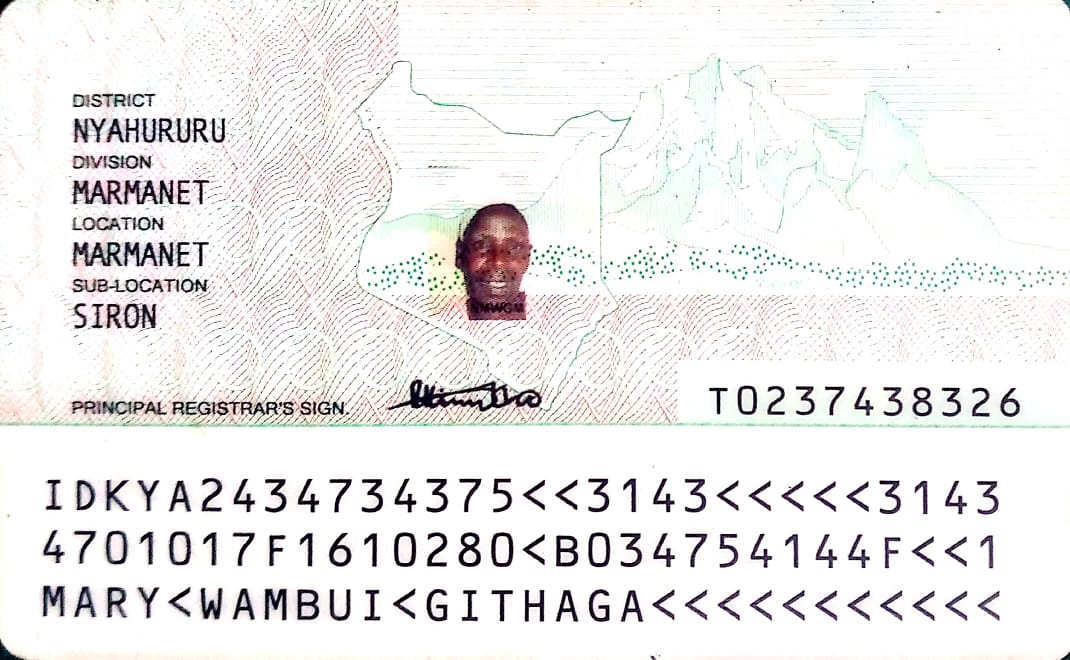 DISTRICT
NYAHURURU
DIVISION
MARMANET
LOCATION
MARMANET
SUB-LOCATION
SIRON
PRINCIPAL REGISTRAR'S SIGN.
T0237438326
IDKYA2434734375<<3143<<<<<3143
4701017F1610280<B034754144F<<1
MARY<WAMBUI<GITHAGA<<<<<<<<<<<